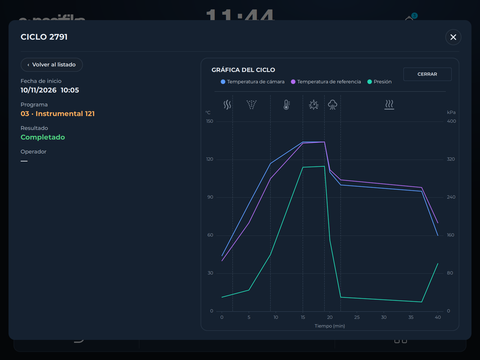 11:44
CICLO 2791
‹ Volver al listado
Fecha de inicio
10/11/2026 10:05
Programa
03 · Instrumental 121
Resultado
Completado
Operador
—
GRÁFICA DEL CICLO
CERRAR
Temperatura de cámara
Temperatura de referencia
Presión
°C
kPa
150
400
120
320
90
240
60
160
30
80
0
0
0
5
10
15
20
25
30
35
40
Tiempo (min)